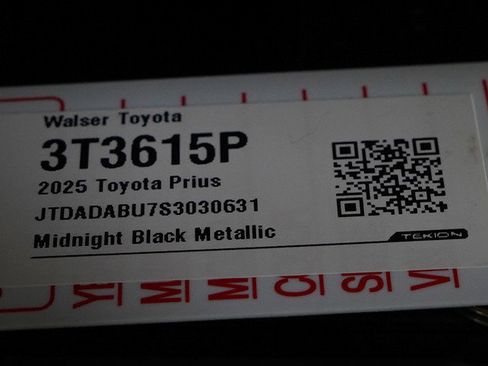 Walser Toyota
3T3615P
2025 Toyota Prius
JTDADABU7S3030631
Midnight Black Metallic
TEKION